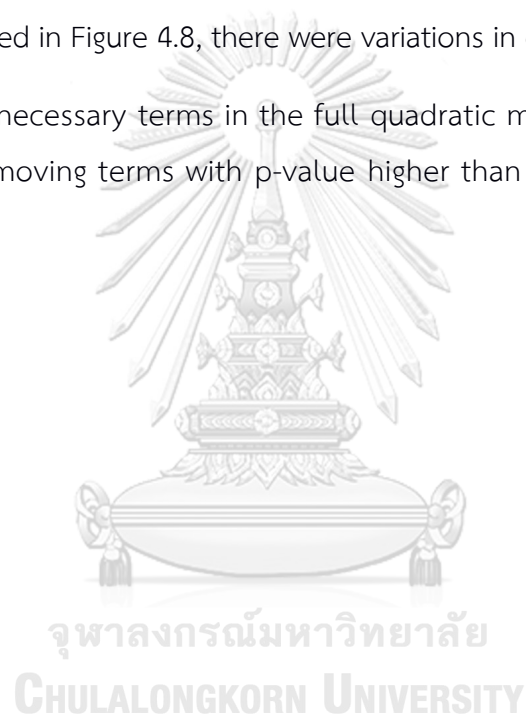 ed in Figure 4.8, there were variations in
necessary terms in the full quadratic m
moving terms with p-value higher than
จุฬาลงกรณ์มหาวิทยาลัย
CHULALONGKORN UNIVERSITY